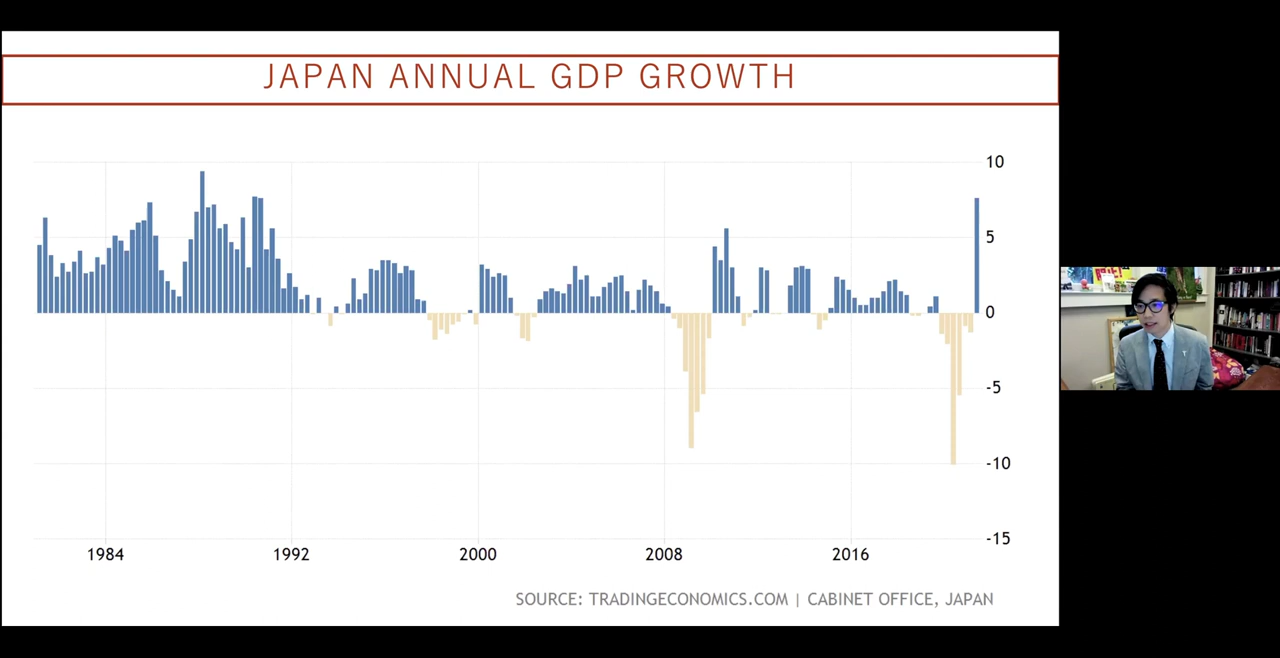 JAPAN ANNUAL GDP GROWTH
10
5
0
-5
-10
-15
1984 1992 2000 2008 2016
SOURCE: TRADINGECONOMICS.COM | CABINET OFFICE, JAPAN